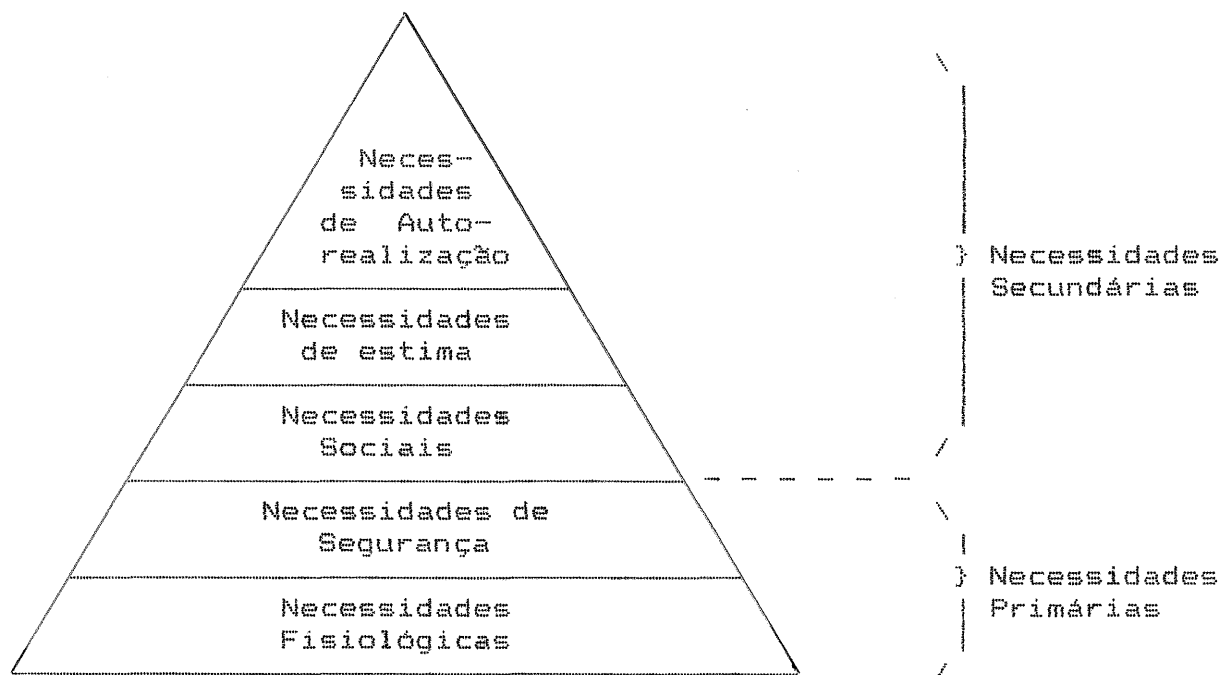 Neces-
sidades
de Auto-
realização
Necessidades
de estima
Necessidades
Sociais
Necessidades de
Segurança
Necessidades
Fisiológicas
} Necessidades
Secundárias
} Necessidades
Primárias